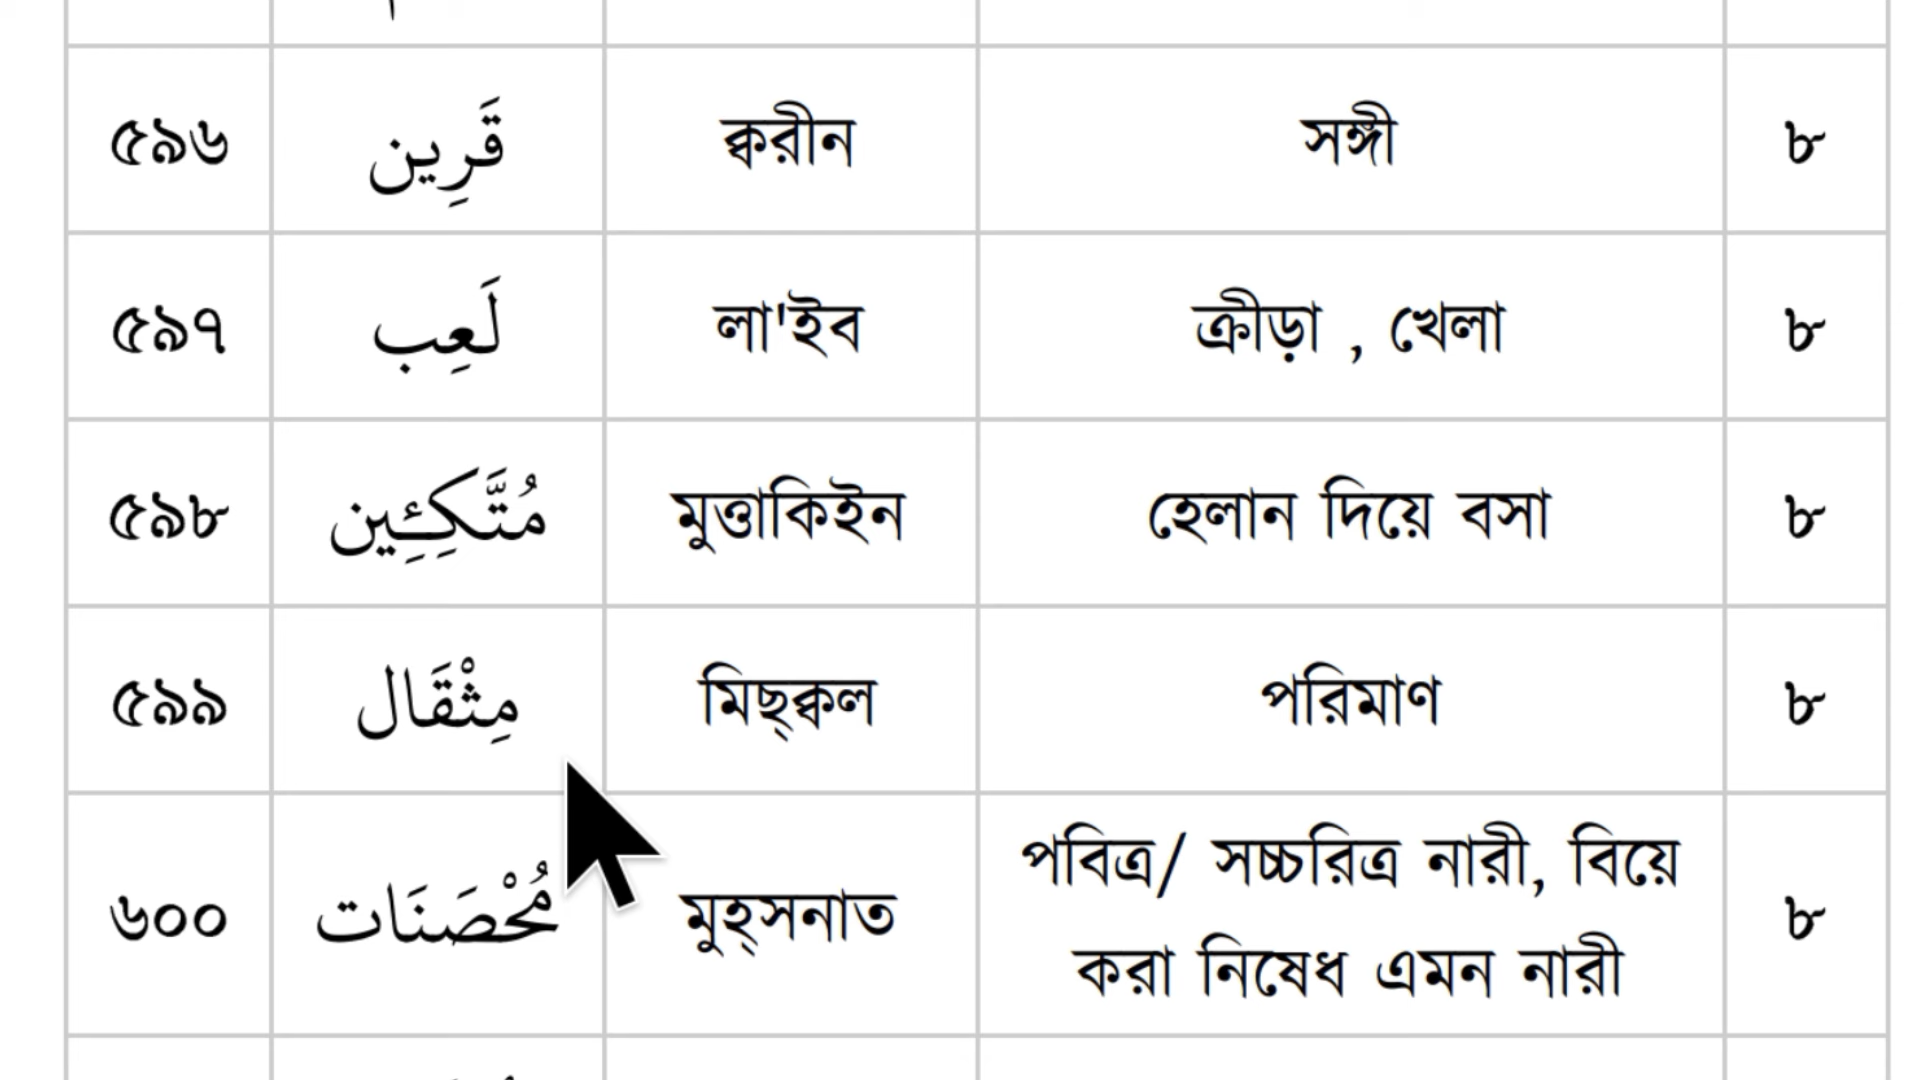 ৫৯৬ قَرِين ক্বরীন সঙ্গী ৮
৫৯৭ لَعِب লা'ইব ক্রীড়া , খেলা ৮
৫৯৮ مُتَّكِئِين মুত্তাকিইন হেলান দিয়ে বসা ৮
৫৯৯ مِثْقَال মিছ্ক্বল পরিমাণ ৮
৬০০ مُحْصَنَات মুহ্সনাত পবিত্র/ সচ্চরিত্র নারী, বিয়ে
করা নিষেধ এমন নারী ৮